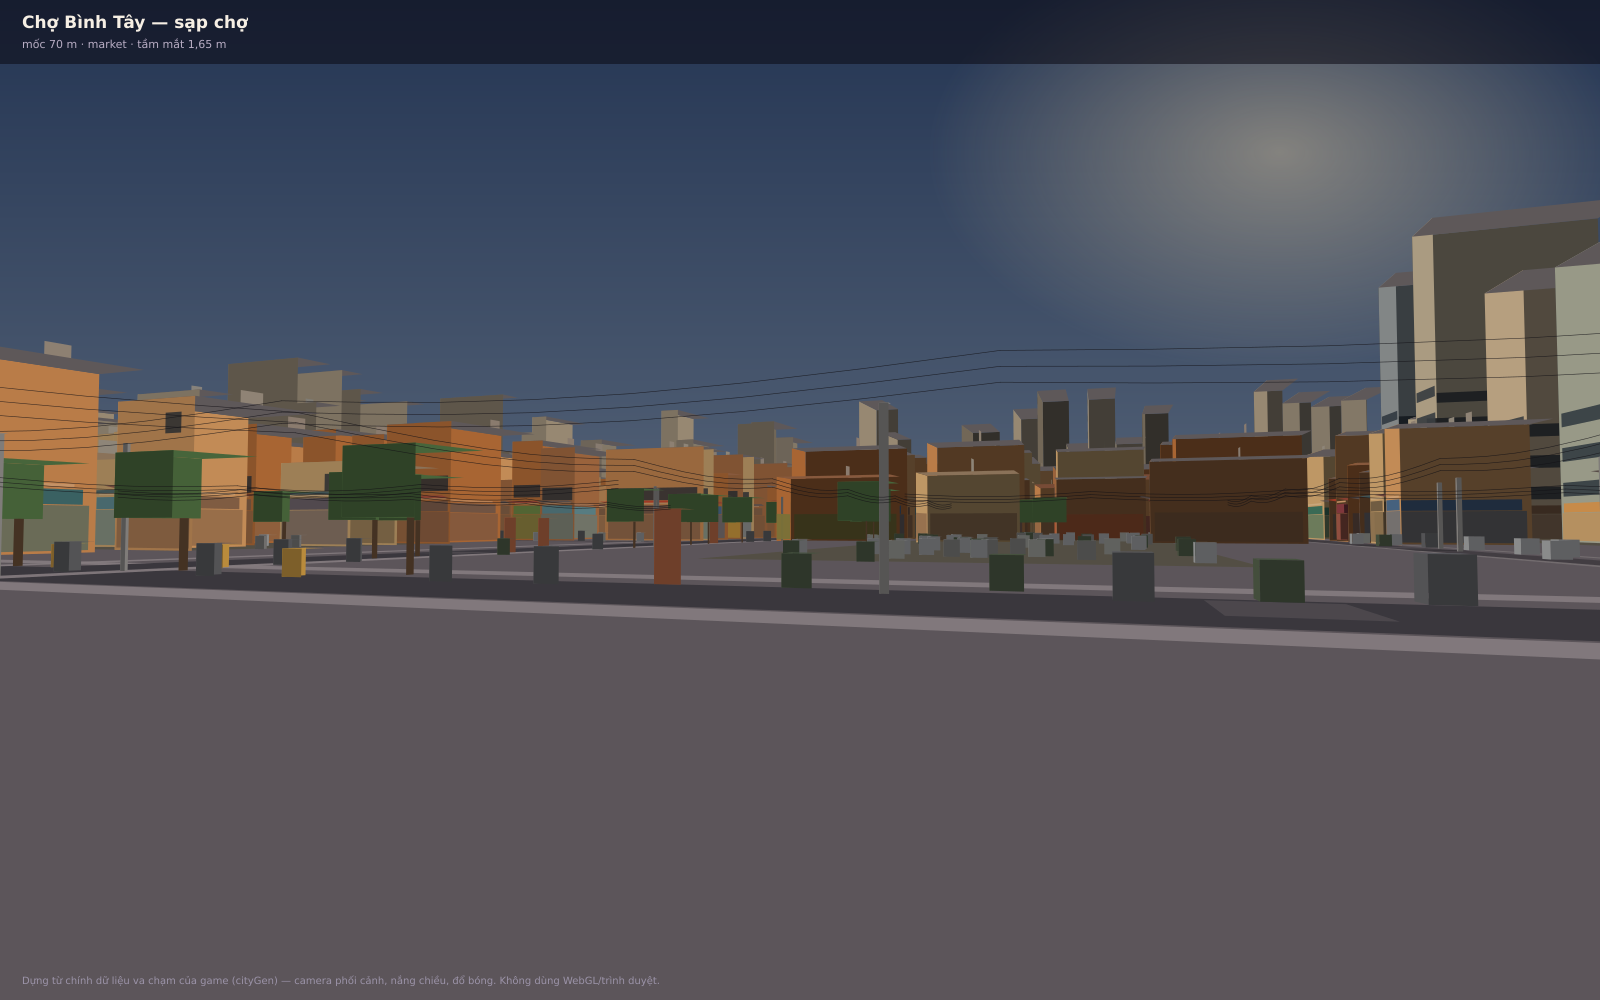 Chợ Bình Tây — sạp chợ
mốc 70 m · market · tầm mắt 1,65 m
Dựng từ chính dữ liệu va chạm của game (cityGen) — camera phối cảnh, nắng chiều, đổ bóng. Không dùng WebGL/trình duyệt.